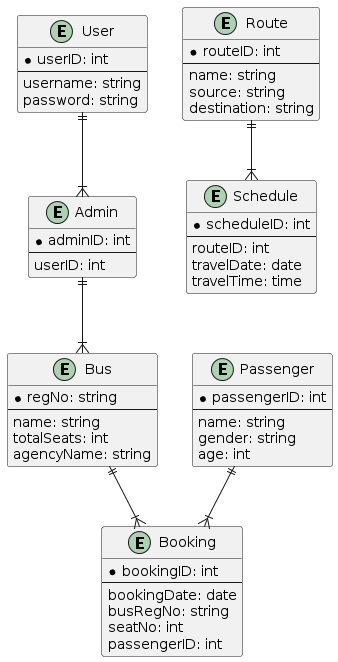 E User
* userID: int
username: string
password: string
E Route
* routeID: int
name: string
source: string
destination: string
E Admin
* adminID: int
userID: int
E Schedule
* scheduleID: int
routeID: int
travelDate: date
travelTime: time
E Bus
* regNo: string
name: string
totalSeats: int
agencyName: string
E Passenger
* passengerID: int
name: string
gender: string
age: int
E Booking
* bookingID: int
bookingDate: date
busRegNo: string
seatNo: int
passengerID: int